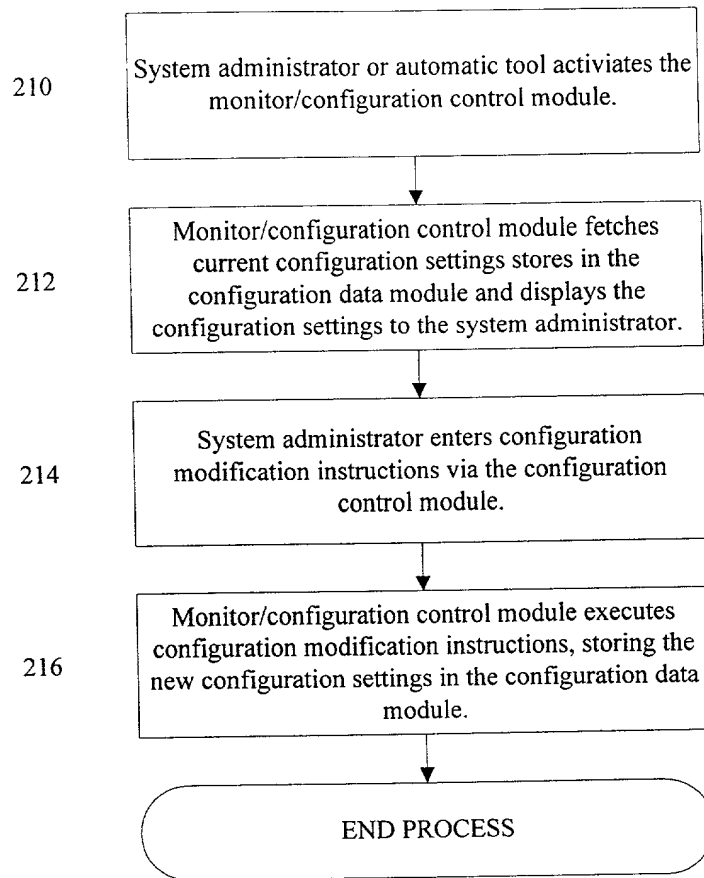 210
System administrator or automatic tool activiates the
monitor/configuration control module.
212
Monitor/configuration control module fetches
current configuration settings stores in the
configuration data module and displays the
configuration settings to the system administrator.
214
System administrator enters configuration
modification instructions via the configuration
control module.
216
Monitor/configuration control module executes
configuration modification instructions, storing the
new configuration settings in the configuration data
module.
END PROCESS